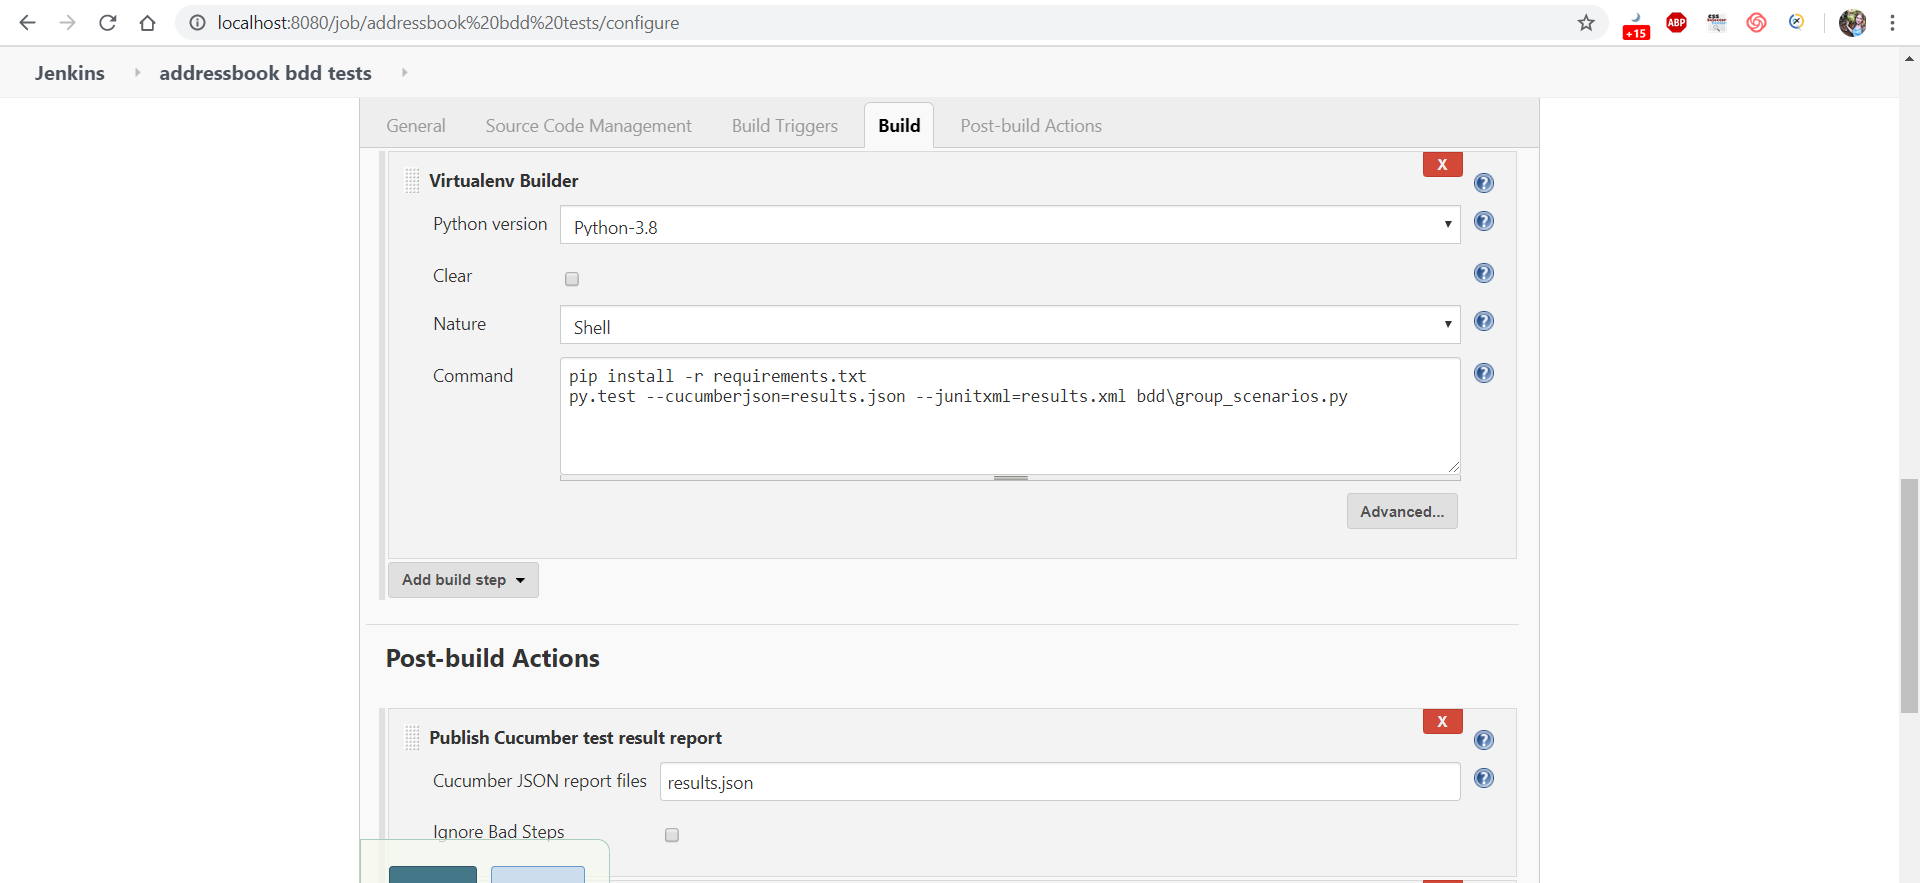 localhost:8080/job/addressbook%20bdd%20tests/configure
+15
ABP
CSS
Jenkins addressbook bdd tests
General Source Code Management Build Triggers Build Post-build Actions
X
Virtualenv Builder
Python version Python-3.8
Clear
Nature Shell
Command
pip install -r requirements.txt
py.test --cucumberjson=results.json --junitxml=results.xml bdd\group_scenarios.py
Advanced...
Add build step
Post-build Actions
X
Publish Cucumber test result report
Cucumber JSON report files results.json
Ignore Bad Steps